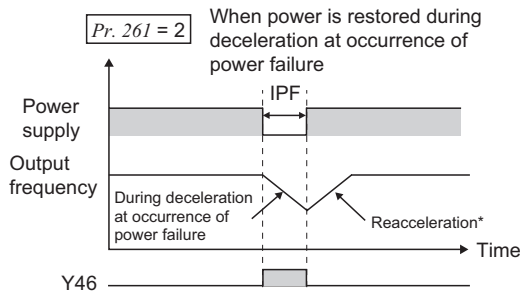 Pr. 261 = 2
When power is restored during
deceleration at occurrence of
power failure
IPF
Power
supply
Output
frequency
During deceleration
at occurrence of
power failure
Reacceleration*
Time
Y46